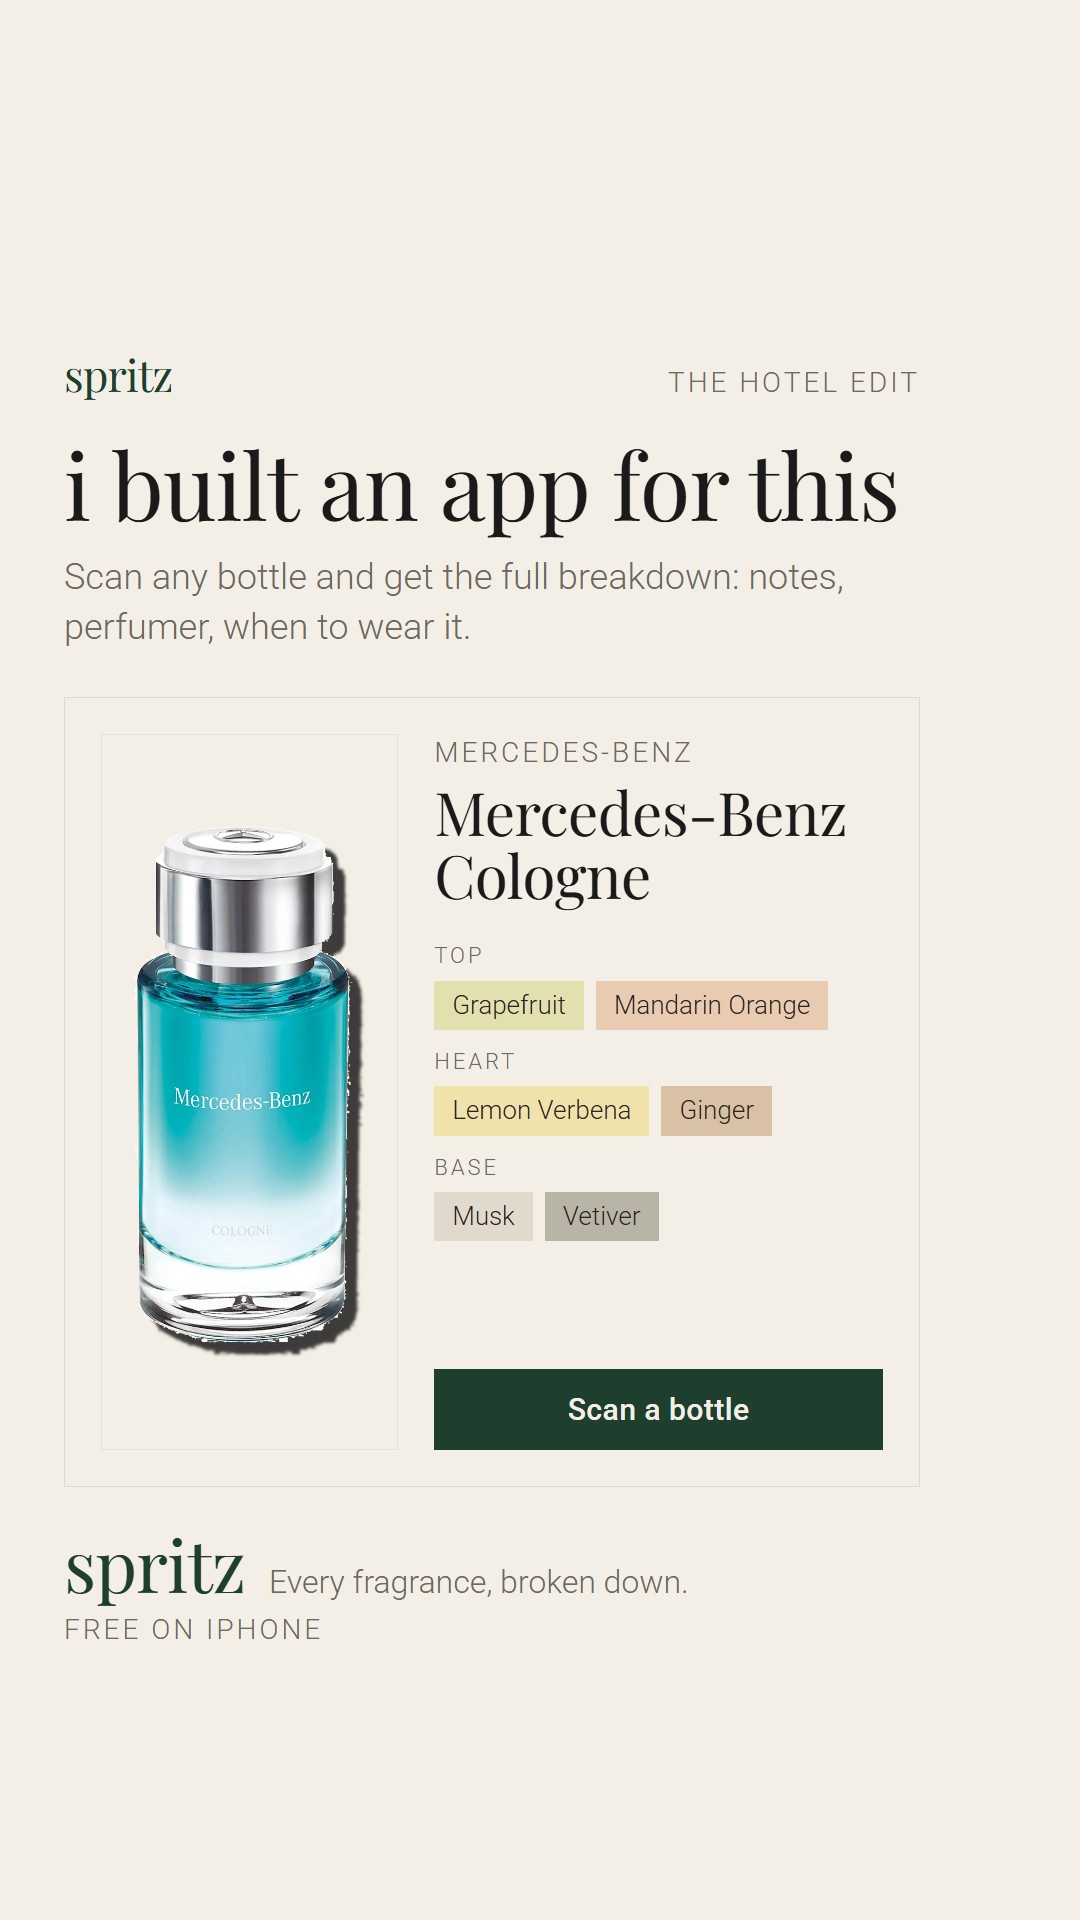 spritz
THE HOTEL EDIT
i built an app for this
Scan any bottle and get the full breakdown: notes,
perfumer, when to wear it.
MERCEDES-BENZ
Mercedes-Benz
Cologne
TOP
Grapefruit
Mandarin Orange
HEART
Lemon Verbena
Ginger
BASE
Musk
Vetiver
Mercedes-Benz
COLOGNE
Scan a bottle
spritz
Every fragrance, broken down.
FREE ON IPHONE